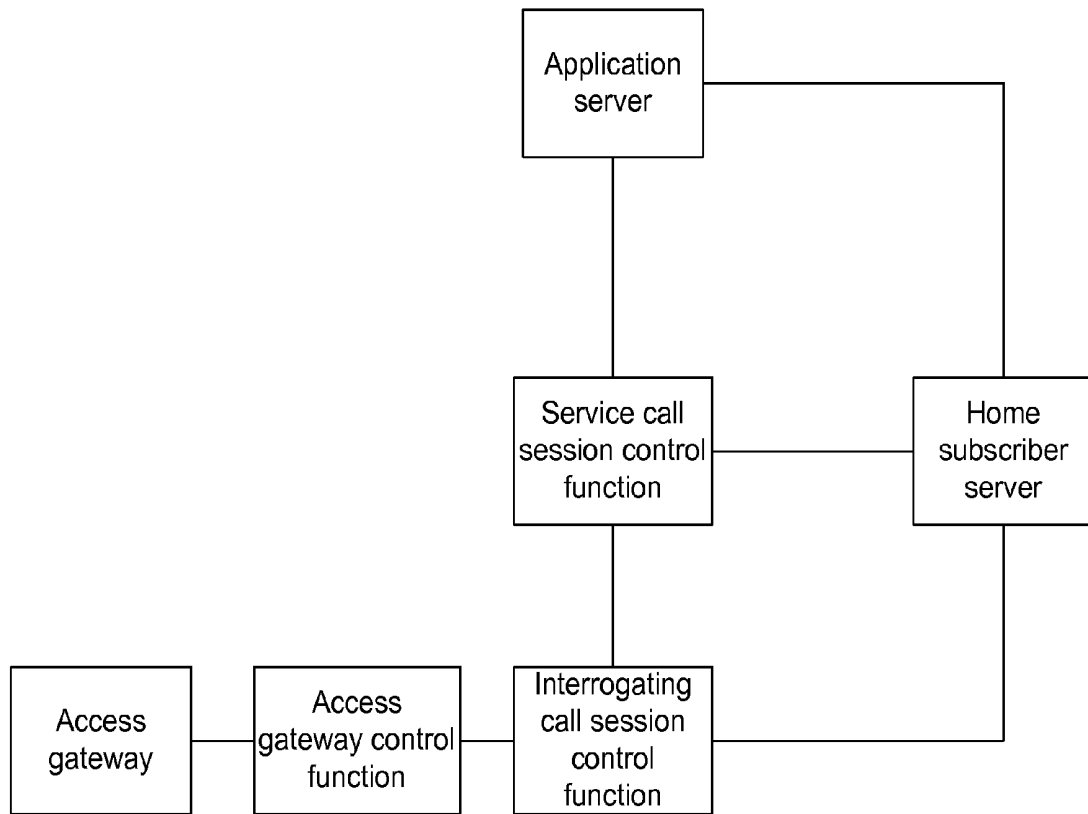 Application
server
Service call
session control
function
Home
subscriber
server
Access
gateway
Access
gateway control
function
Interrogating
call session
control
function